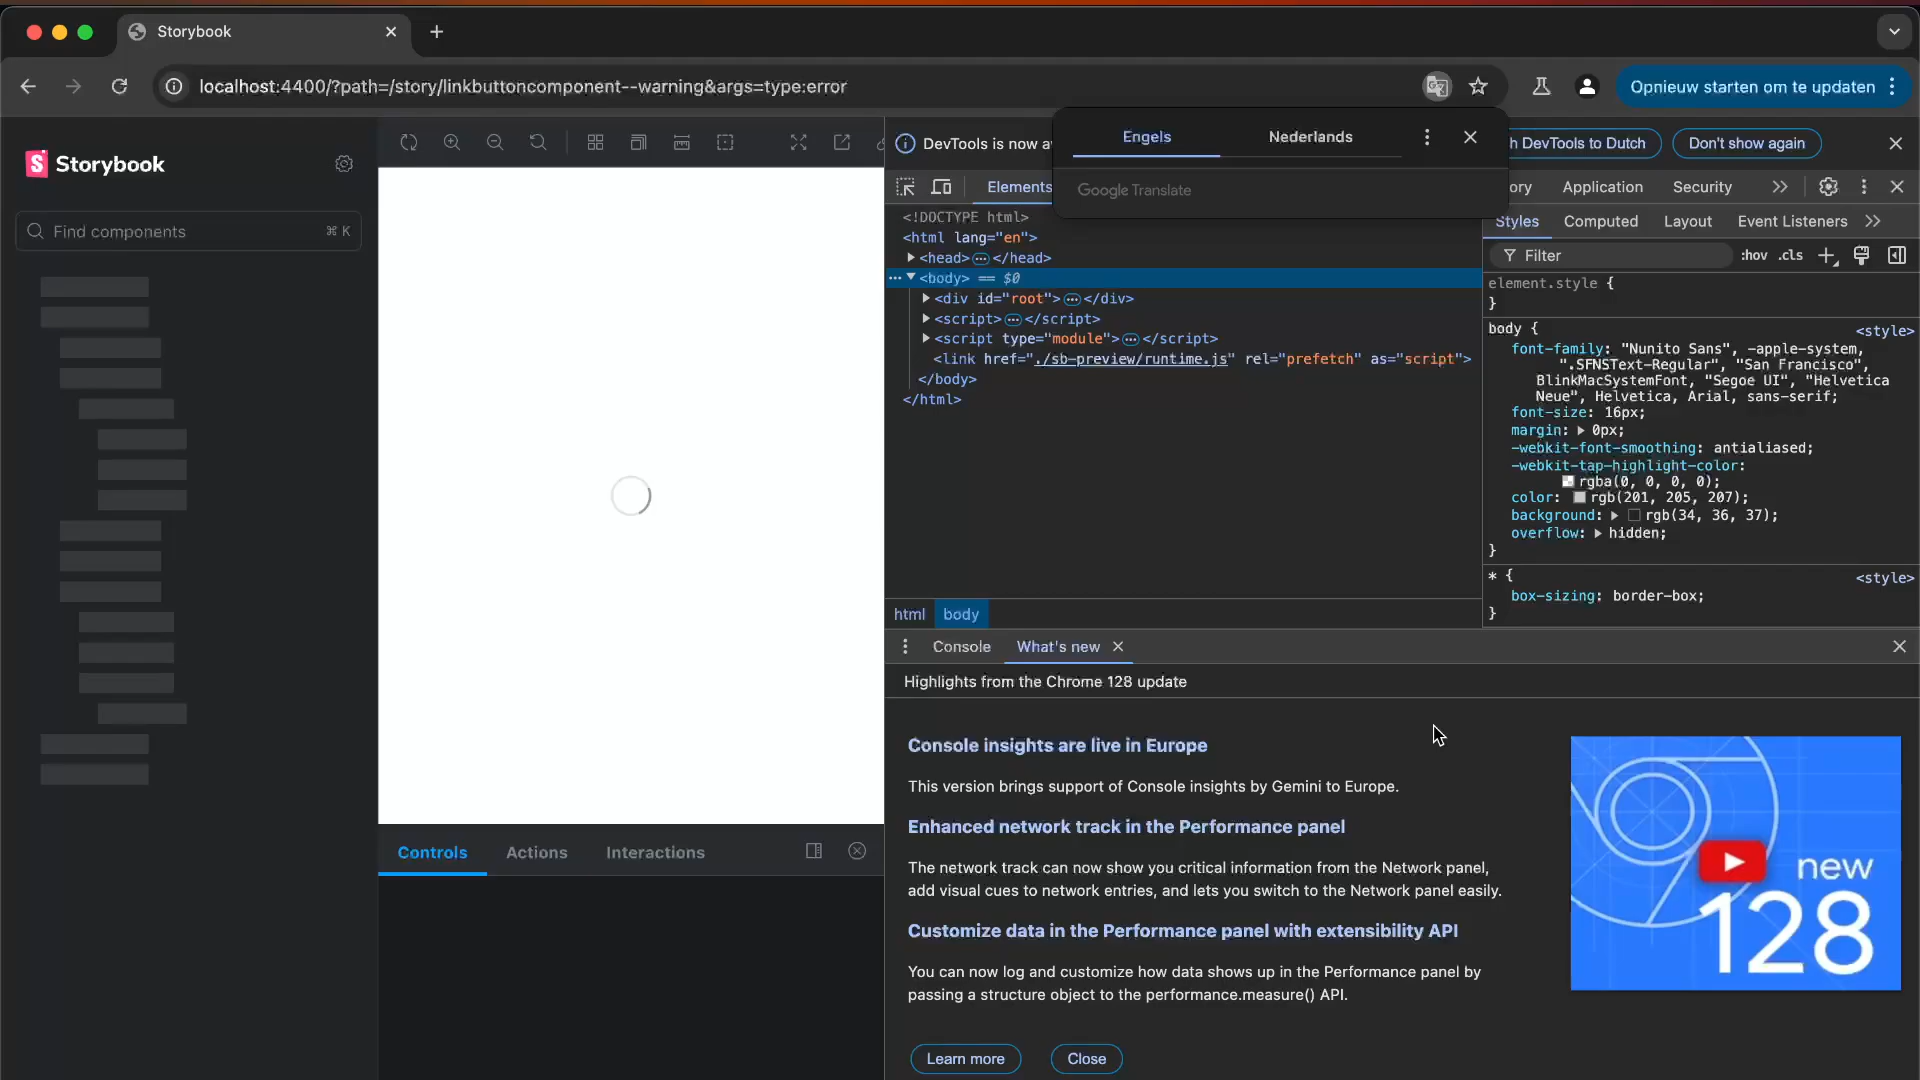 Storybook
localhost:4400/?path=/story/linkbuttoncomponent--warning&args=type:error
Opnieuw starten om te updaten
Storybook
Find components
⌘ K
DevTools is now
Engels
Nederlands
Google Translate
DevTools to Dutch
Don't show again
Elements
Application
Security
<!DOCTYPE html>
<html lang="en">
<head>…</head>
<body> == $0
<div id="root">…</div>
<script>…</script>
<script type="module">…</script>
<link href="./sb-preview/runtime.js" rel="prefetch" as="script">
</body>
</html>
html
body
Styles
Computed
Layout
Event Listeners
Filter
:hov
.cls
element.style {
}
body {
<style>
font-family: "Nunito Sans", -apple-system,
".SFNSText-Regular", "San Francisco",
BlinkMacSystemFont, "Segoe UI", "Helvetica
Neue", Helvetica, Arial, sans-serif;
font-size: 16px;
margin: 0px;
-webkit-font-smoothing: antialiased;
-webkit-tap-highlight-color:
rgba(0, 0, 0, 0);
color: rgb(201, 205, 207);
background: rgb(34, 36, 37);
overflow: hidden;
}
* {
<style>
box-sizing: border-box;
}
Controls
Actions
Interactions
Console
What's new
Highlights from the Chrome 128 update
Console insights are live in Europe
This version brings support of Console insights by Gemini to Europe.
Enhanced network track in the Performance panel
The network track can now show you critical information from the Network panel,
add visual cues to network entries, and lets you switch to the Network panel easily.
Customize data in the Performance panel with extensibility API
You can now log and customize how data shows up in the Performance panel by
passing a structure object to the performance.measure() API.
Learn more
Close
new
128